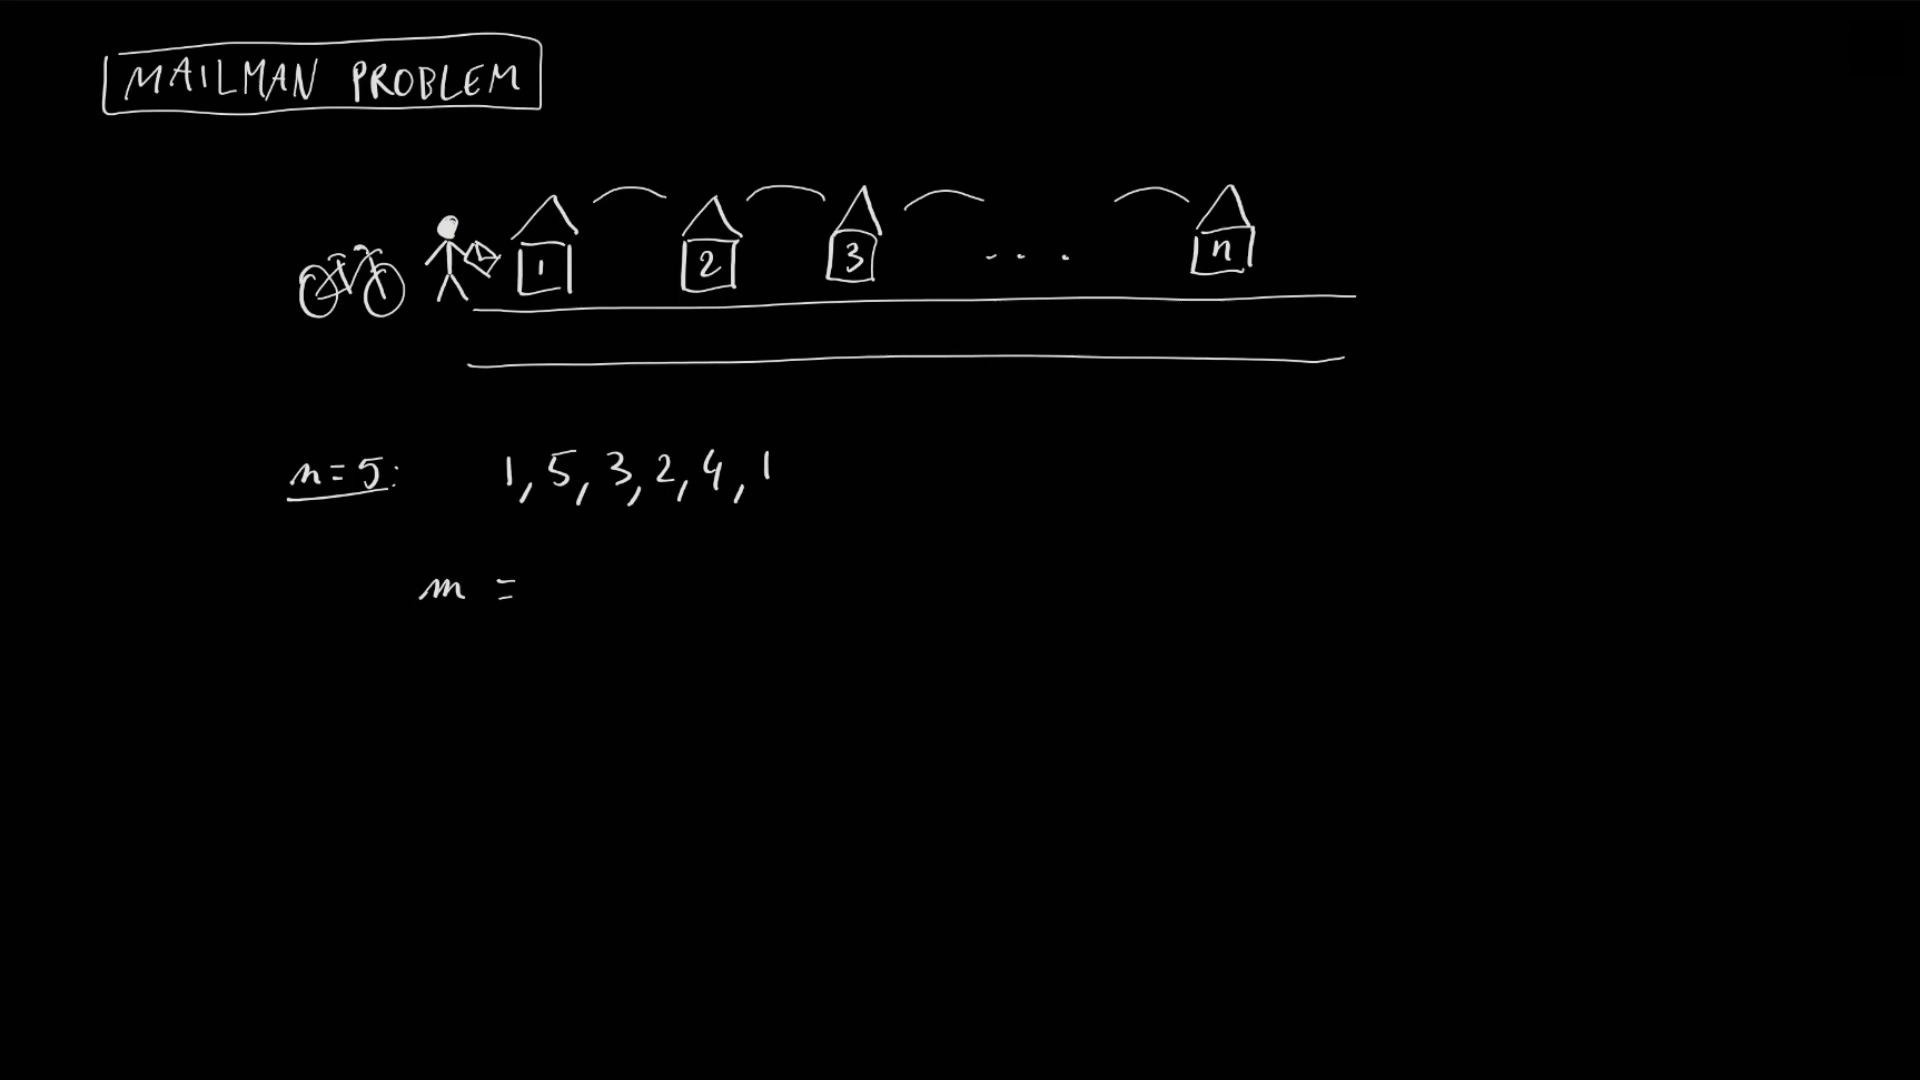 MAILMAN PROBLEM
1 2 3 ... n
n=5: 1, 5, 3, 2, 4, 1
m =